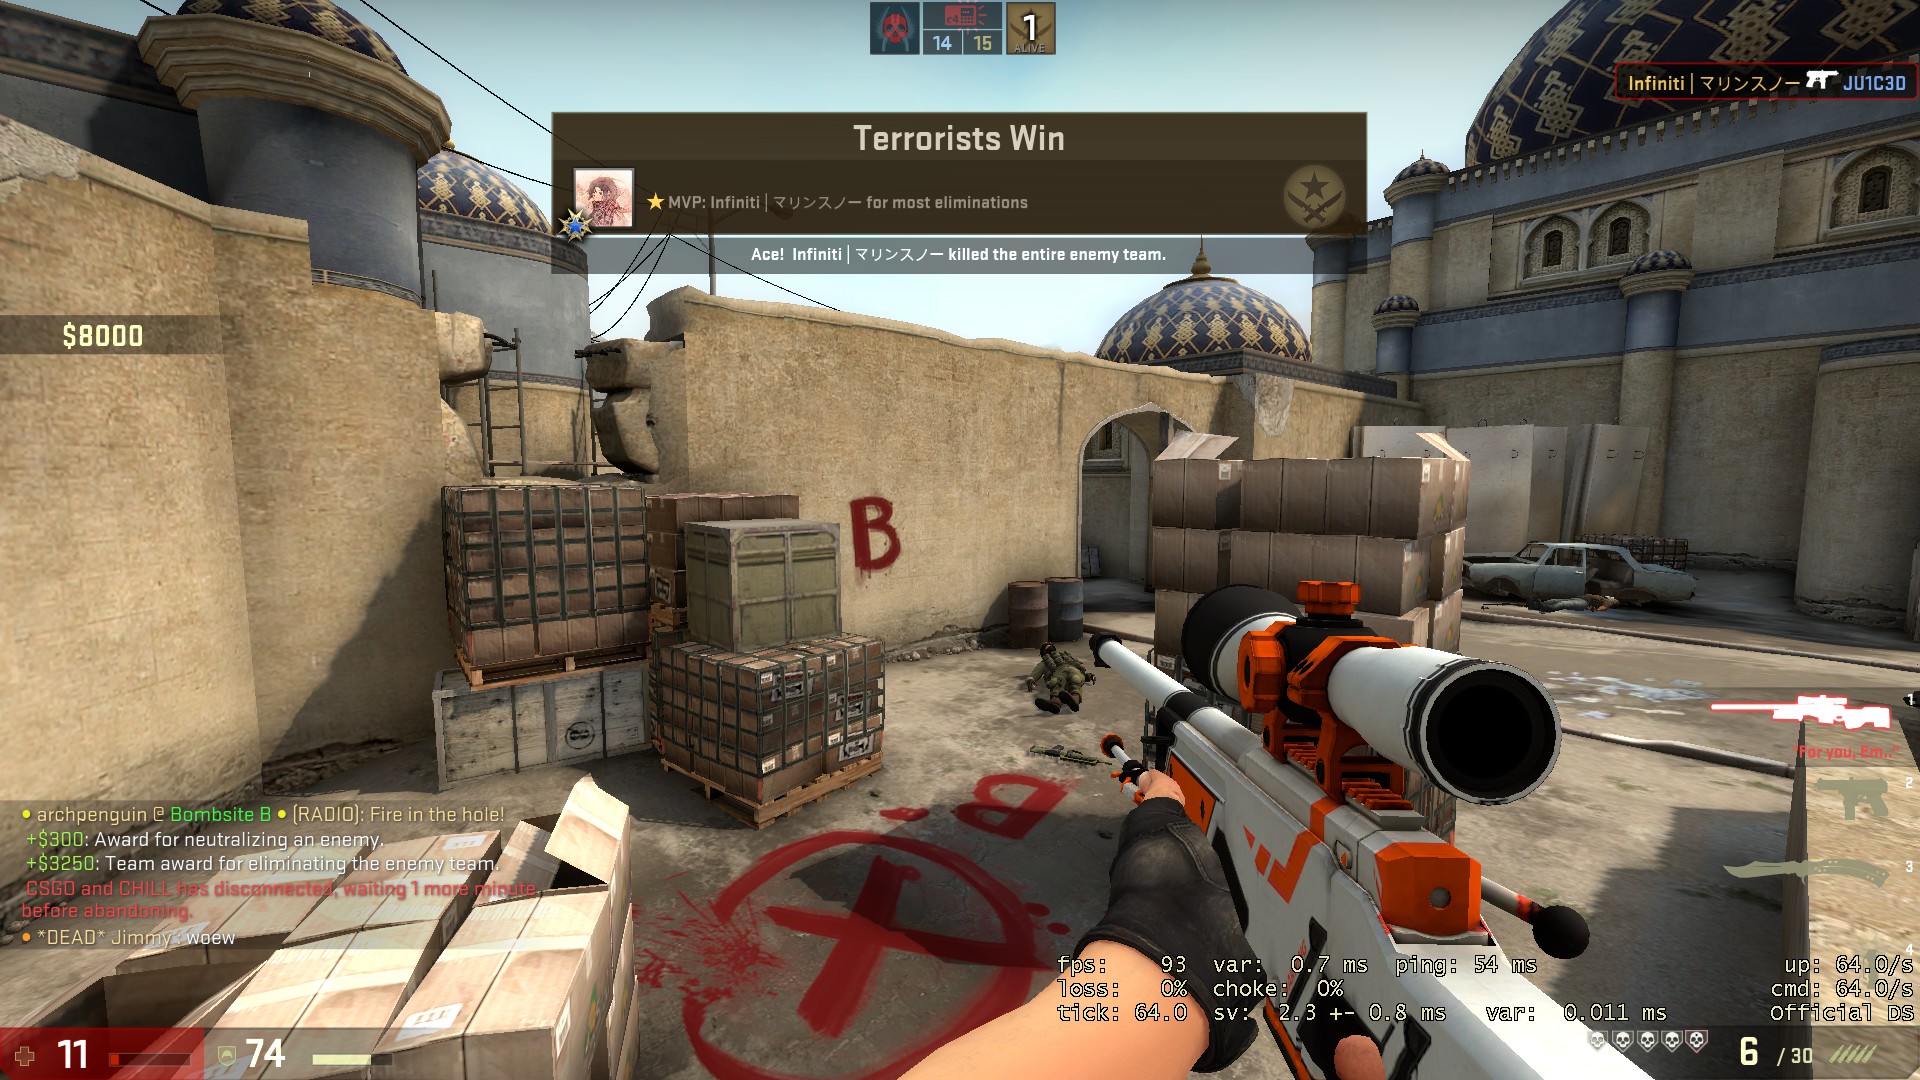 1
ALIVE
14 15
Infiniti | マリンスノー JU1C3D
Terrorists Win
MVP: Infiniti | マリンスノー for most eliminations
Ace! Infiniti | マリンスノー killed the entire enemy team.
$8000
B
B
1
"For you, Em.."
2
3
4
• archpenguin @ Bombsite B • (RADIO): Fire in the hole!
+$300: Award for neutralizing an enemy.
+$3250: Team award for eliminating the enemy team.
CSGO and CHILL has disconnected, waiting 1 more minute
before abandoning.
• *DEAD* Jimmy : woew
fps: 93 var: 0.7 ms ping: 54 ms up: 64.0/s
loss: 0% choke: 0% cmd: 64.0/s
tick: 64.0 sv: 2.3 +- 0.8 ms var: 0.011 ms Official DS
11 74 6 / 30